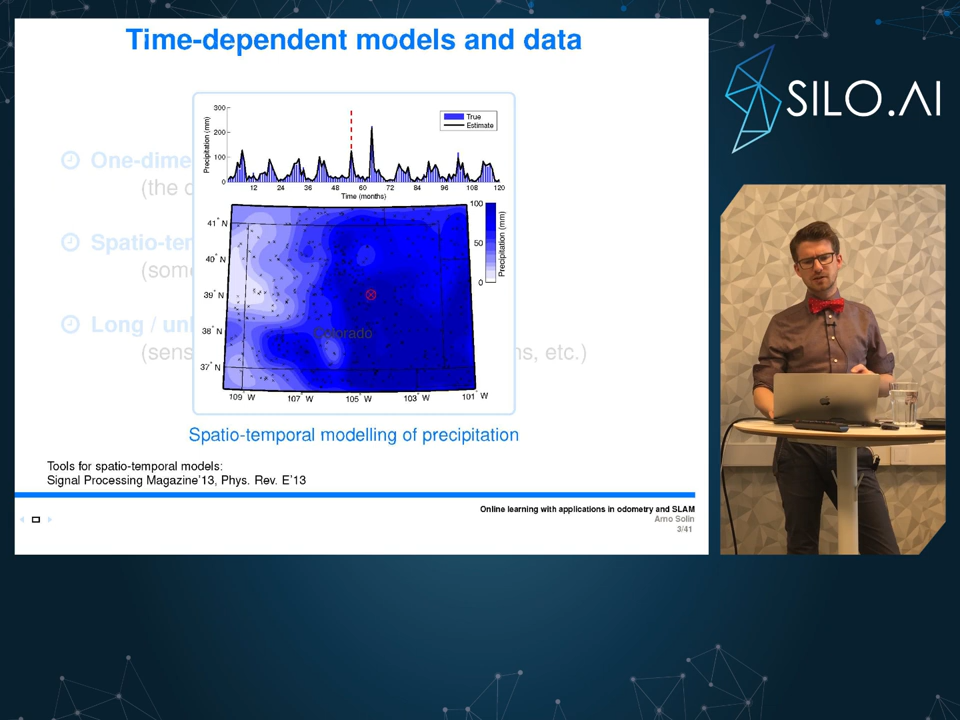 Time-dependent models and data
SILO.AI
300
200
100
0
Precipitation (mm)
True
Estimate
12 24 36 48 60 72 84 96 108 120
Time (months)
One-dime
(the
Spatio-ten
(som
Long / unl
(sens
ns, etc.)
41° N
40° N
39° N
38° N
37° N
109 W 107 W 105 W 103 W 101 W
Colorado
100
50
0
Precipitation (mm)
Spatio-temporal modelling of precipitation
Tools for spatio-temporal models:
Signal Processing Magazine'13, Phys. Rev. E'13
Online learning with applications in odometry and SLAM
Arno Solin
3/41